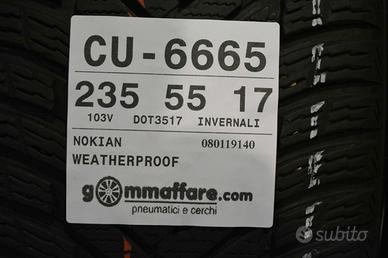 CU-6665
235 55 17
103V DOT3517 INVERNALI
NOKIAN 080119140
WEATHERPROOF
gommaffare.com
pneumatici e cerchi
subito